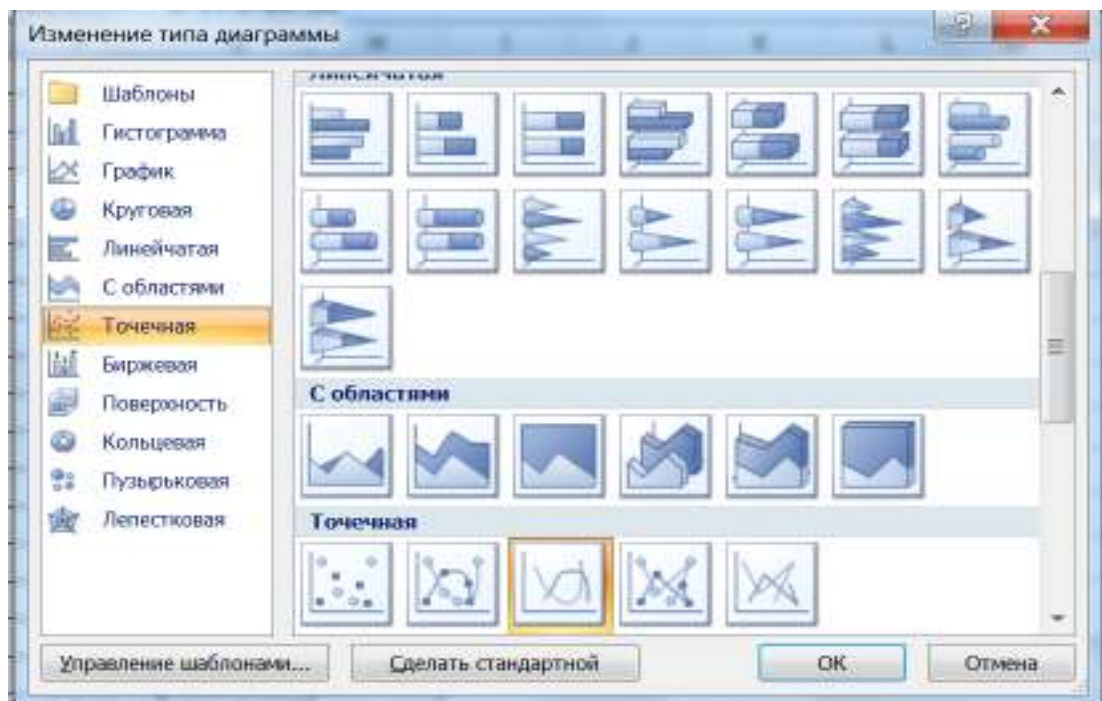 Изменение типа диаграммы
Шаблоны
Гистограмма
График
Круговая
Линейчатая
С областями
Точечная
Биржевая
Поверхность
Кольцевая
Пузырьковая
Лепестковая
Линейчатая
С областями
Точечная
Управление шаблонами...
Сделать стандартной
ОК
Отмена